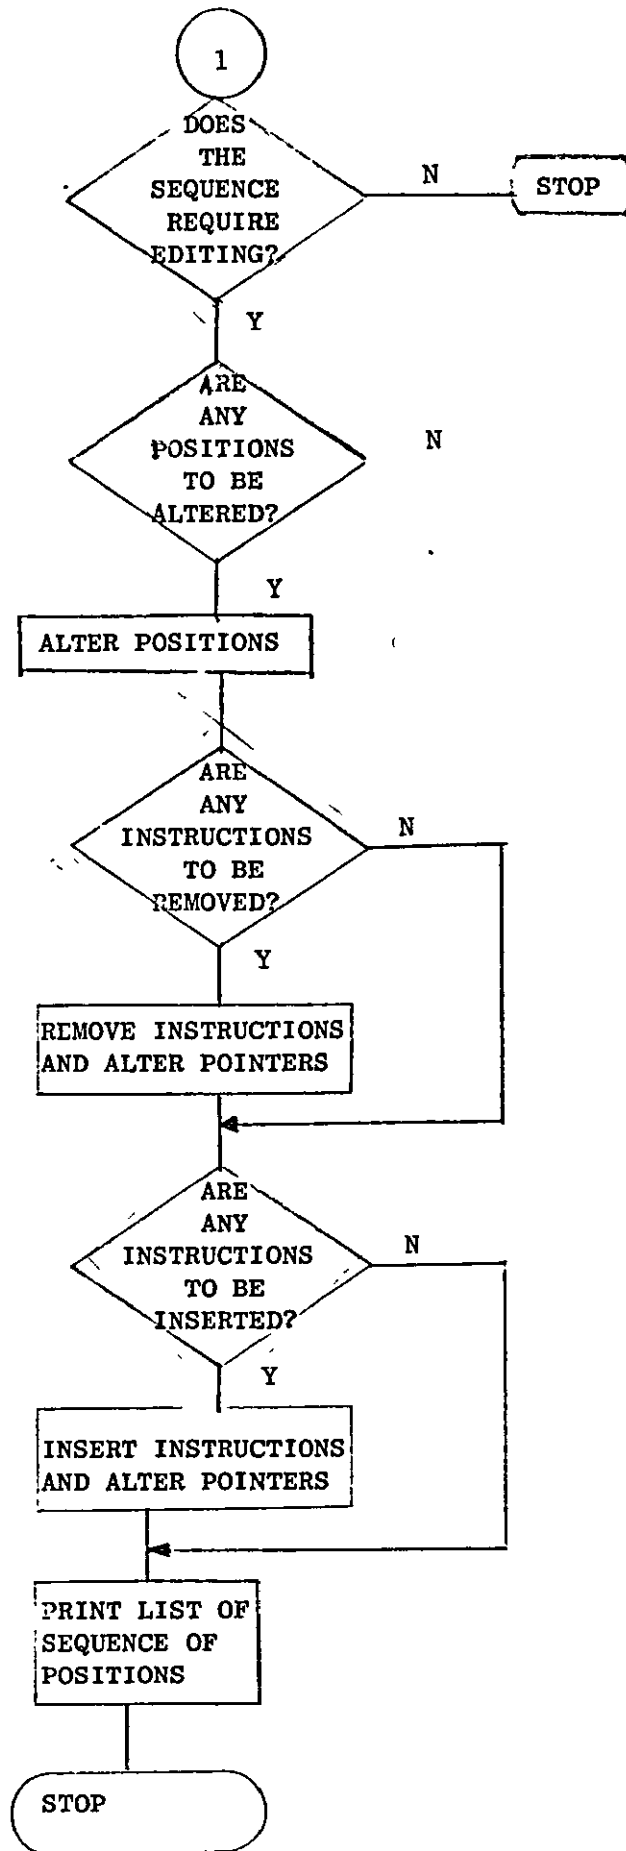 1
DOES
THE
SEQUENCE
REQUIRE
EDITING?
N
STOP
Y
ARE
ANY
POSITIONS
TO BE
ALTERED?
N
Y
ALTER POSITIONS
ARE
ANY
INSTRUCTIONS
TO BE
REMOVED?
N
Y
REMOVE INSTRUCTIONS
AND ALTER POINTERS
ARE
ANY
INSTRUCTIONS
TO BE
INSERTED?
N
Y
INSERT INSTRUCTIONS
AND ALTER POINTERS
PRINT LIST OF
SEQUENCE OF
POSITIONS
STOP